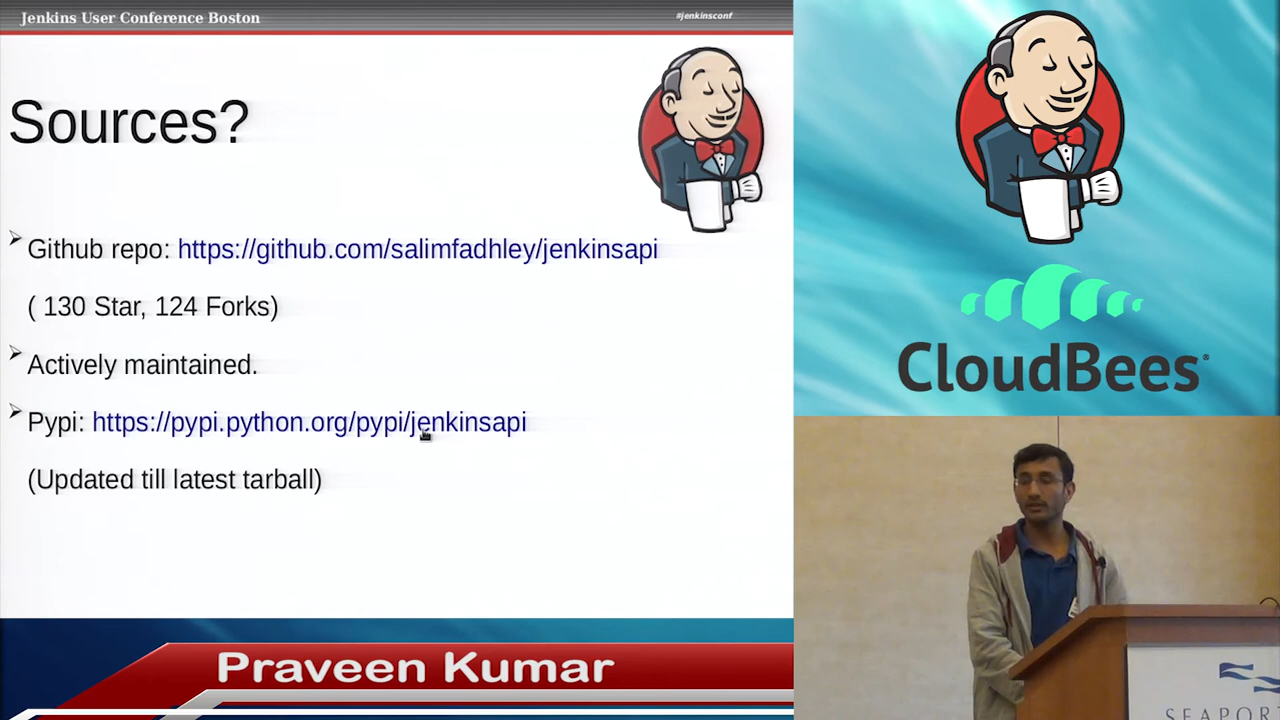 Jenkins User Conference Boston
#jenkinsconf
Sources?
Github repo: https://github.com/salimfadhley/jenkinsapi
( 130 Star, 124 Forks)
Actively maintained.
Pypi: https://pypi.python.org/pypi/jenkinsapi
(Updated till latest tarball)
Praveen Kumar
CloudBees®